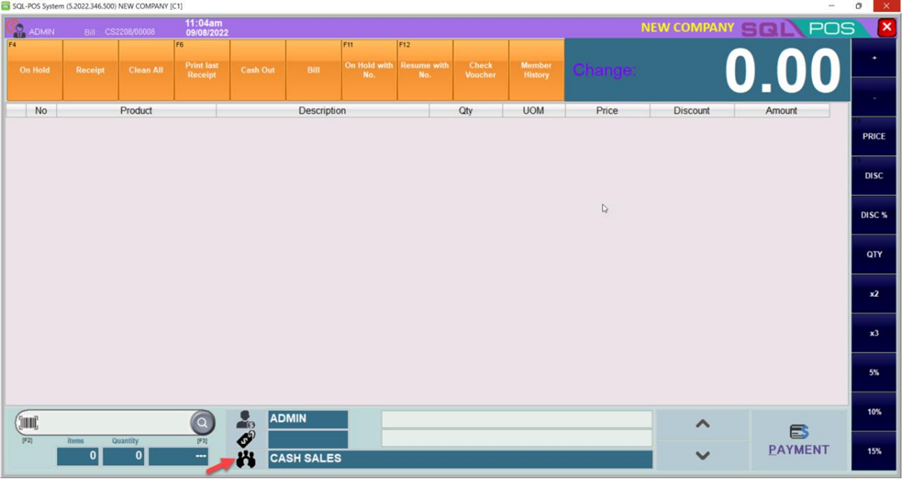 SQL-POS System (5.2022.346.500) NEW COMPANY [C1]
ADMIN Bill CS2208/00008 11:04am
09/08/2022
NEW COMPANY SQL POS
F4 F6 F11 F12
On Hold Receipt Clean All Print last Receipt Cash Out Bill On Hold with No. Resume with No. Check Voucher Member History
Change: 0.00
No Product Description Qty UOM Price Discount Amount
+
-
PRICE
DISC
DISC %
QTY
x2
x3
5%
10%
15%
[F2] Items Quantity [F3]
0 0 ---
ADMIN
CASH SALES
PAYMENT